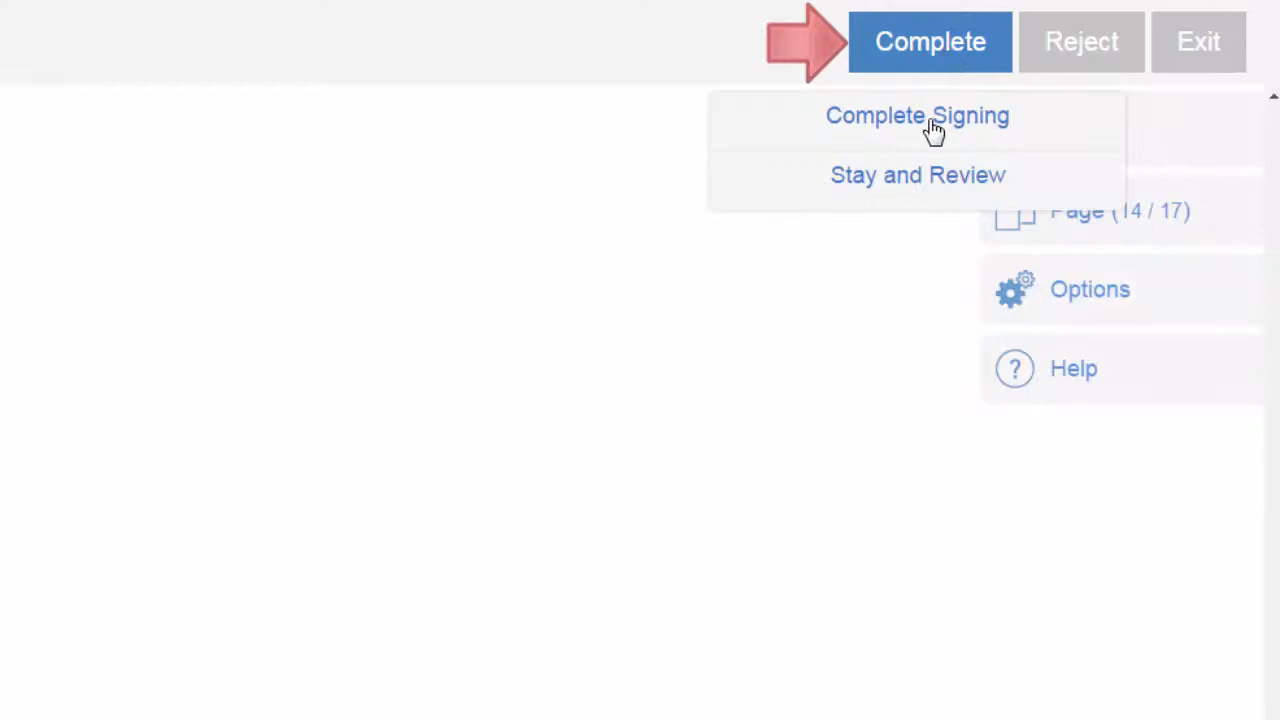 Complete Reject Exit
Complete Signing
Stay and Review
Page (14 / 17)
Options
? Help